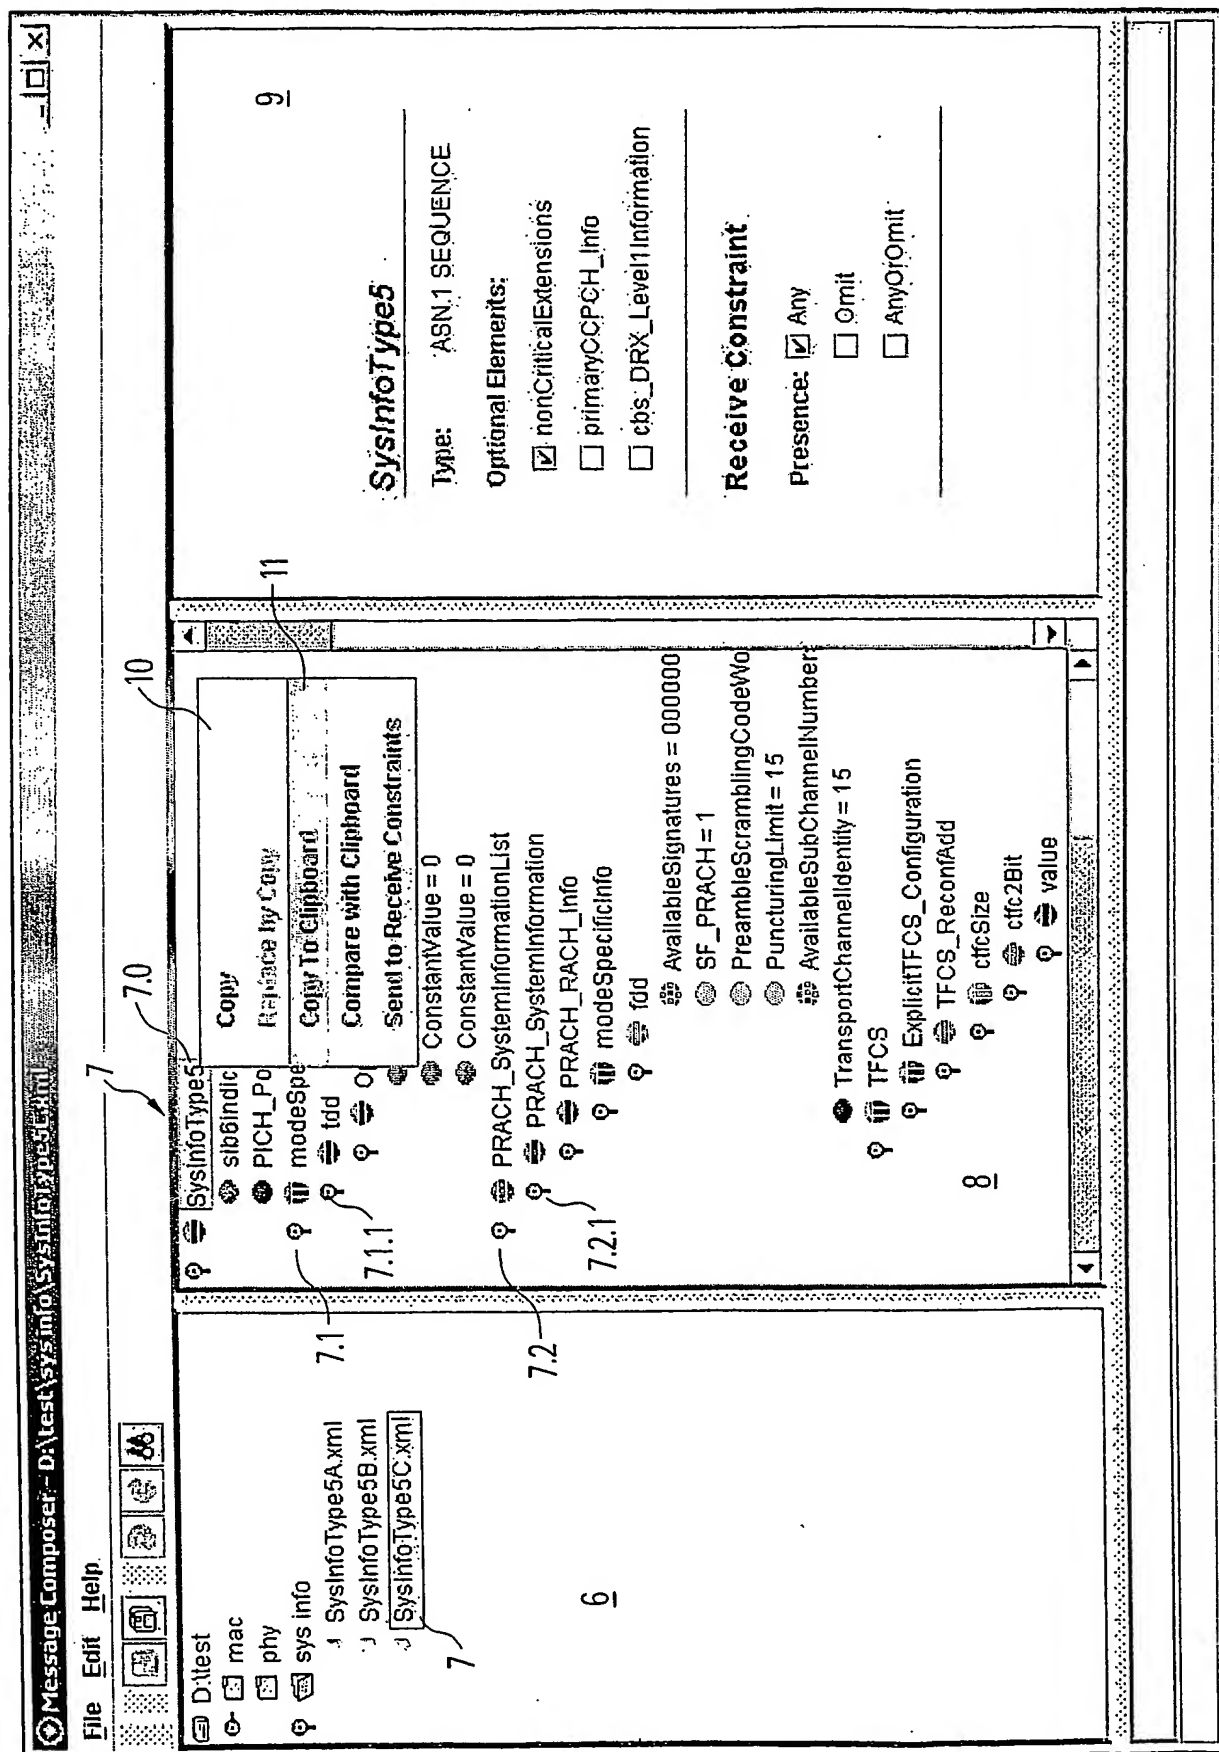 Message Composer - D:\test\sysinfo\SysInfoType5C.xml
File Edit Help
D:\test
mac
phy
sys info
SysInfoType5A.xml
SysInfoType5B.xml
SysInfoType5C.xml
7
6
7
7.0
10
SysInfoType5
sib6indic
PICH_Po
modeSpe
tdd
Copy
Replace by Copy
Copy To Clipboard
Compare with Clipboard
Send to Receive Constraints
11
ConstantValue = 0
ConstantValue = 0
PRACH_SystemInformationList
PRACH_SystemInformation
PRACH_RACH_Info
modeSpecificInfo
fdd
AvailableSignatures = 000000
SF_PRACH = 1
PreambleScramblingCodeWo
PuncturingLimit = 15
AvailableSubChannelNumber
TransportChannelIdentity = 15
TFCS
ExplicitTFCS_Configuration
TFCS_ReconfAdd
ctfcSize
ctfc2Bit
value
7.1
7.1.1
7.2
7.2.1
8
9
SysInfoType5
Type: ASN.1 SEQUENCE
Optional Elements:
nonCriticalExtensions
primaryCCPCH_Info
cbs_DRX_Level1Information
Receive Constraint
Presence: Any
Omit
AnyOrOmit